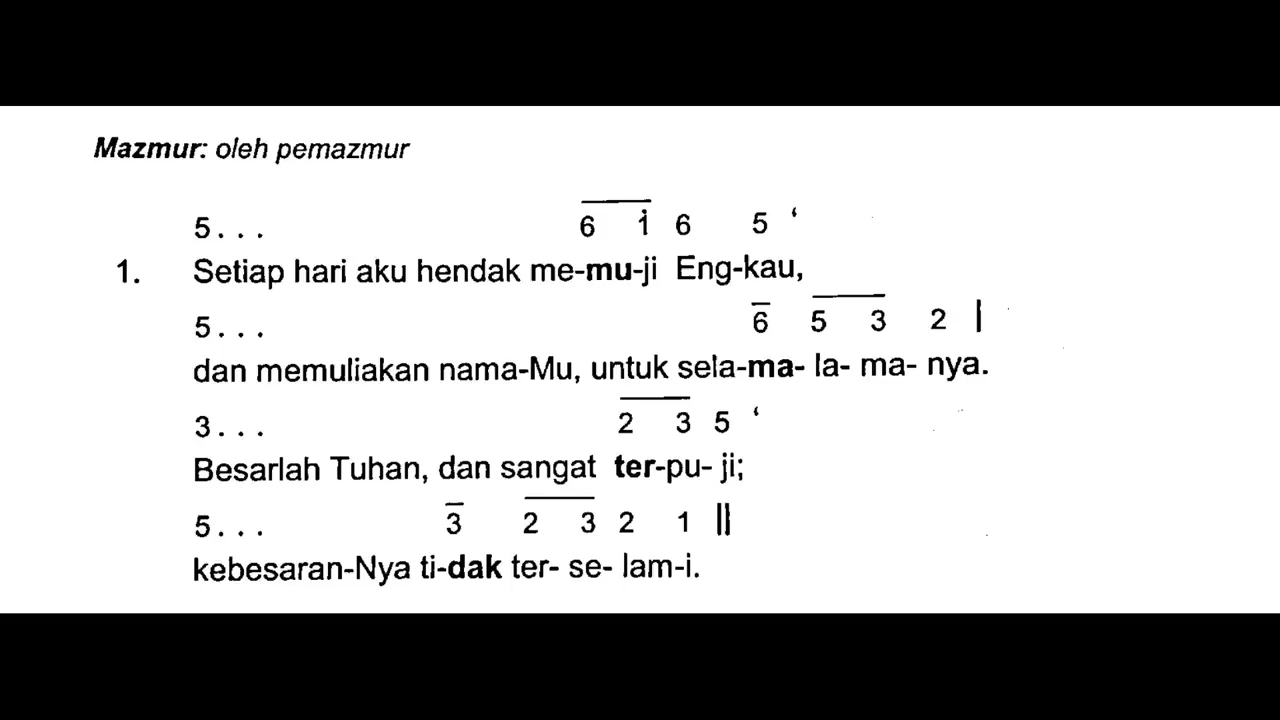 Mazmur: oleh pemazmur
5... 6 i 6 5 ‘
1. Setiap hari aku hendak me-mu-ji Eng-kau,
5... 6 5 3 2 |
dan memuliakan nama-Mu, untuk sela-ma- la- ma- nya.
3... 2 3 5 ‘
Besarlah Tuhan, dan sangat ter-pu- ji;
5... 3 2 3 2 1 ||
kebesaran-Nya ti-dak ter- se- lam-i.